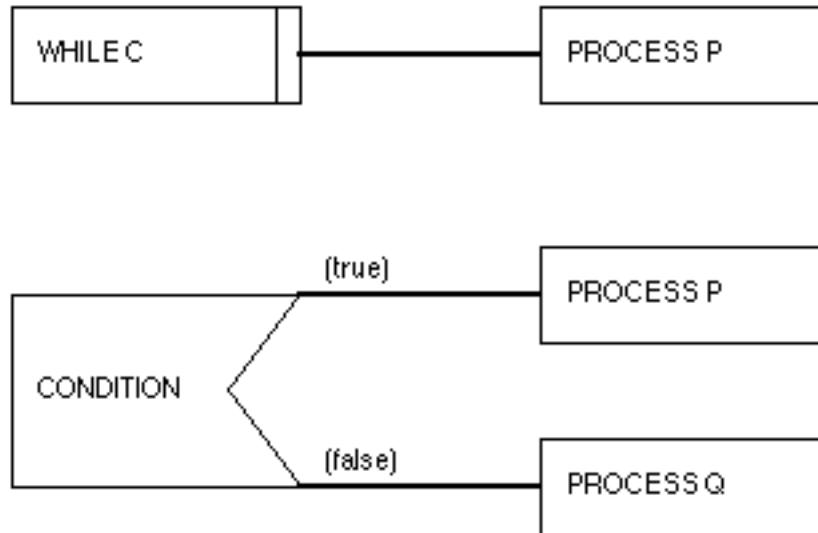 WHILE C
PROCESS P
(true)
PROCESS P
CONDITION
(false)
PROCESS Q